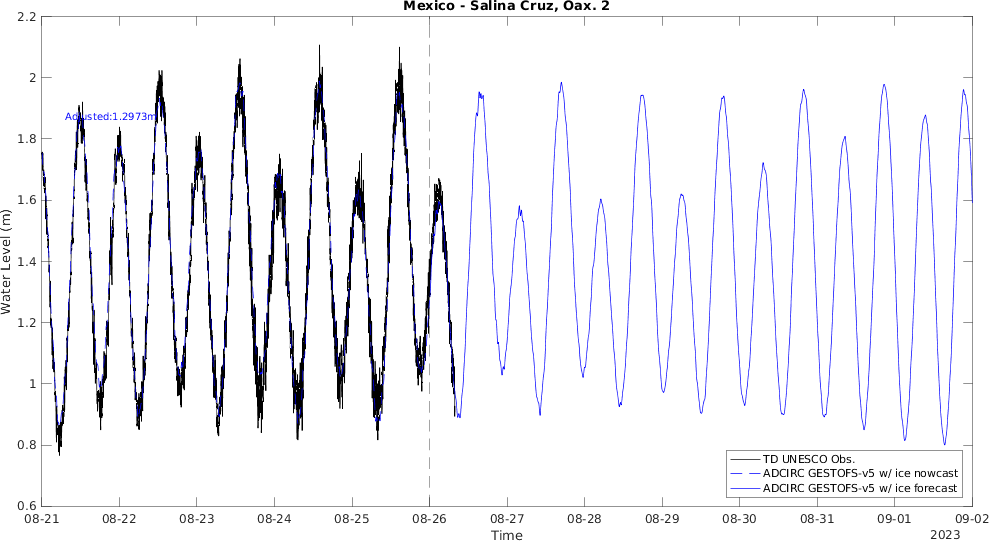 Mexico - Salina Cruz, Oax. 2
2.2
2
1.8
1.6
1.4
1.2
1
0.8
0.6
Water Level (m)
Adjusted:1.2973m
TD UNESCO Obs.
ADCIRC GESTOFS-v5 w/ ice nowcast
ADCIRC GESTOFS-v5 w/ ice forecast
08-21 08-22 08-23 08-24 08-25 08-26 08-27 08-28 08-29 08-30 08-31 09-01 09-02
Time
2023